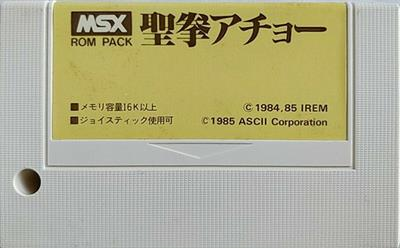 MSX
ROM PACK
聖拳アチョー
■メモリ容量16K以上
■ジョイスティック使用可
© 1984,85 IREM
©1985 ASCII Corporation